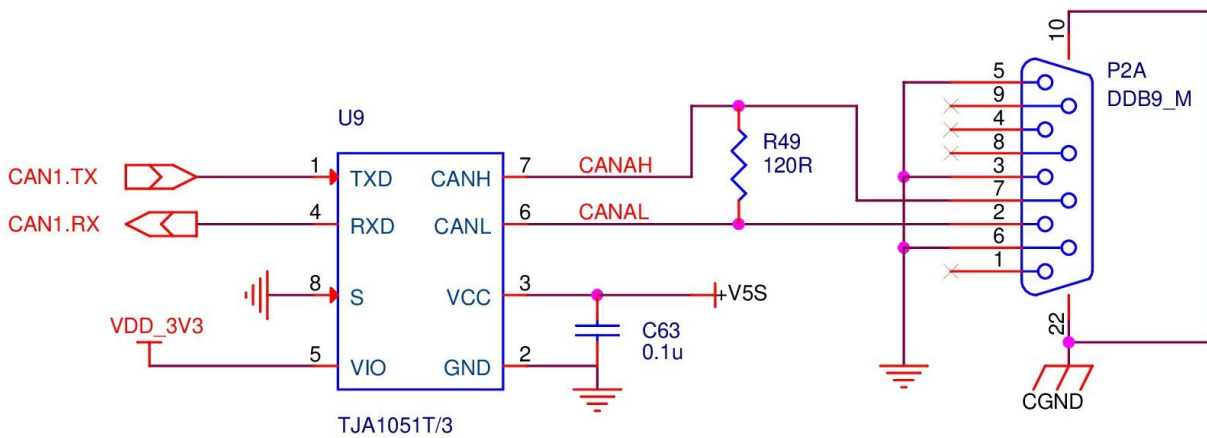 10
5
P2A
9
DDB9_M
4
U9
R49
8
120R
CAN1.TX
1
TXD
CANH
7
CANAH
3
7
CAN1.RX
4
RXD
CANL
6
CANAL
2
6
8
S
VCC
3
+V5S
1
VDD_3V3
C63
0.1u
22
5
VIO
GND
2
CGND
TJA1051T/3